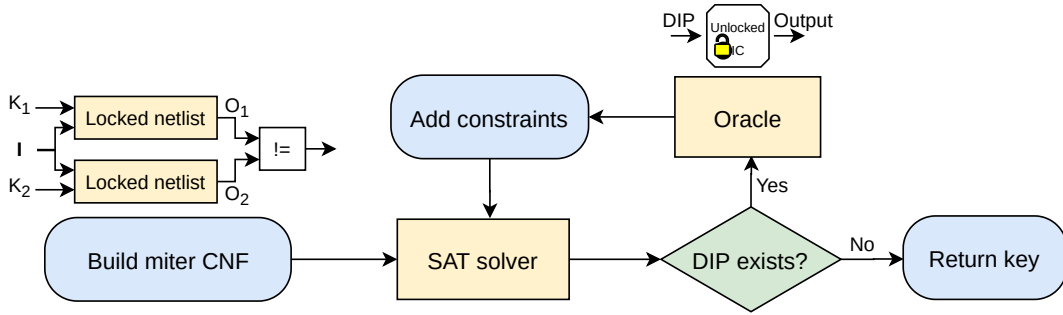 DIP
Unlocked
IC
Output
K1
Locked netlist
O1
I
!=
K2
Locked netlist
O2
Add constraints
Oracle
Yes
Build miter CNF
SAT solver
DIP exists?
No
Return key